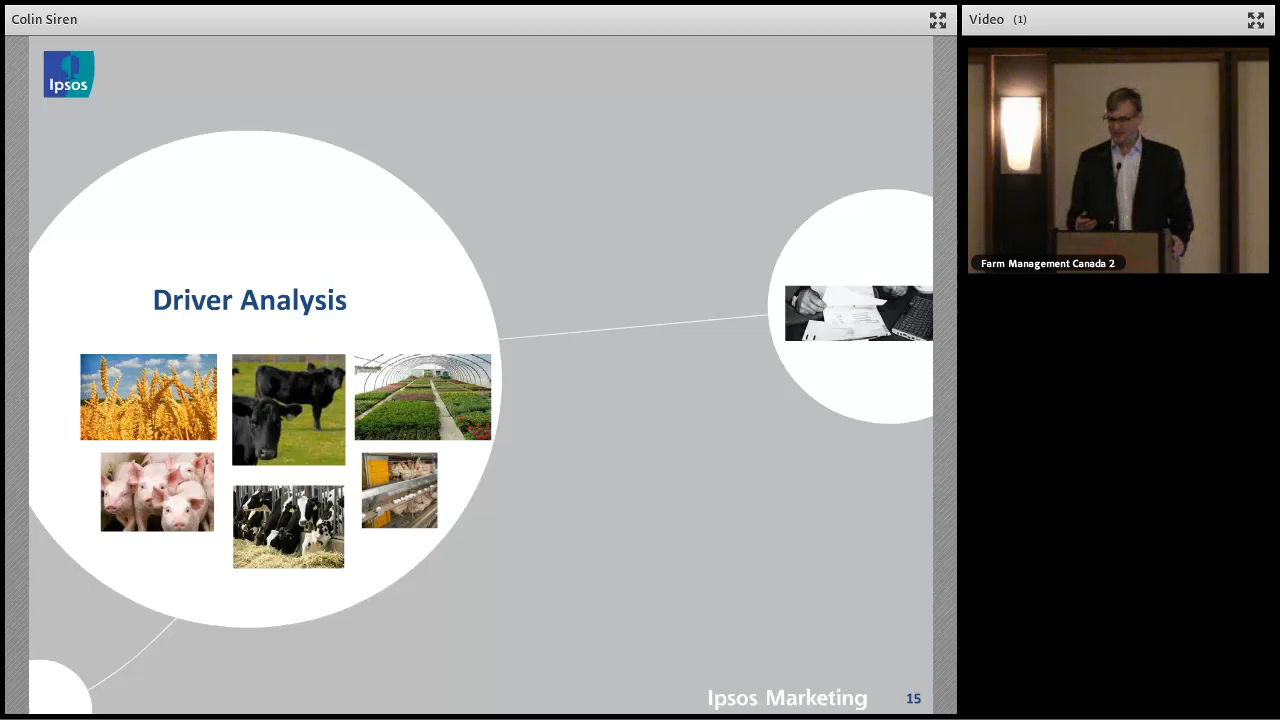 Colin Siren
Video (1)
Ipsos
Farm Management Canada 2
Driver Analysis
Ipsos Marketing
15